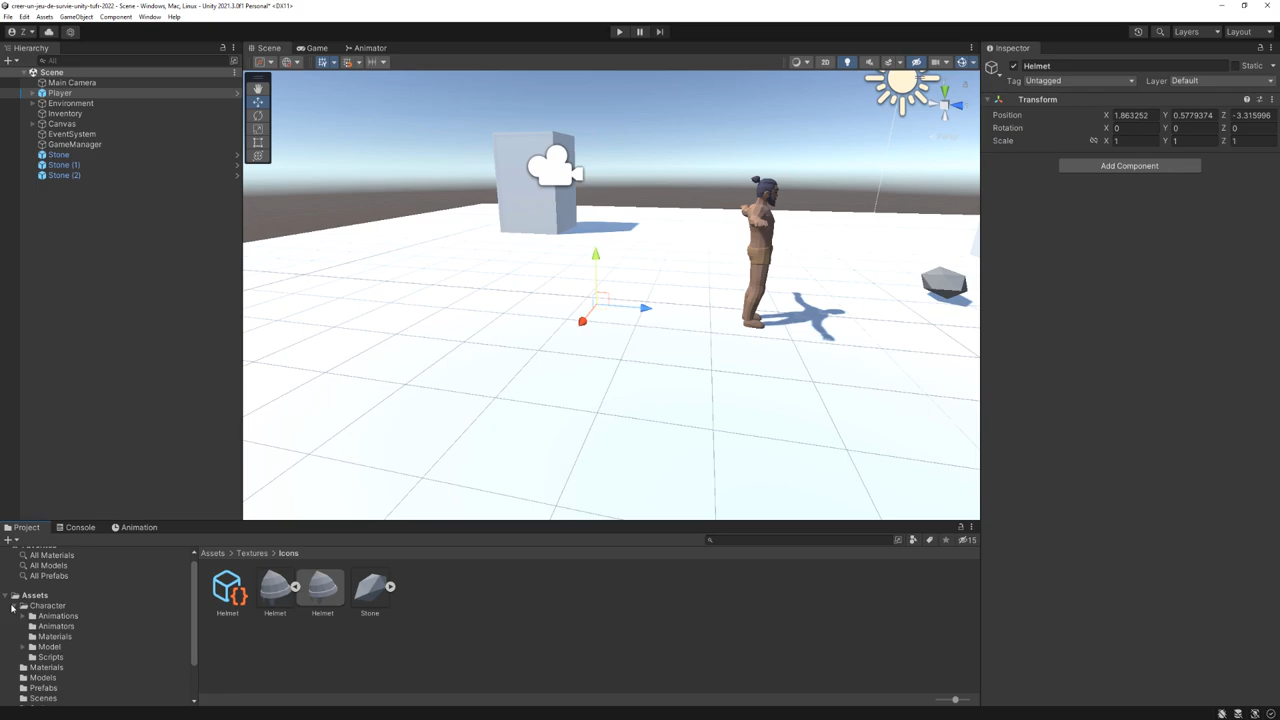 creer-un-jeu-de-survie-unity-tufr-2022 - Scene - Windows, Mac, Linux - Unity 2021.3.0f1 Personal* <DX11>
File Edit Assets GameObject Component Window Help
Z Layers Layout
Hierarchy Scene Game Animator Inspector
All 2D
Helmet Static
Tag Untagged Layer Default
Transform
Position X 1.863252 Y 0.5779374 Z -3.315996
Rotation X 0 Y 0 Z 0
Scale X 1 Y 1 Z 1
Add Component
Scene
Main Camera
Player
Environment
Inventory
Canvas
EventSystem
GameManager
Stone
Stone (1)
Stone (2)
Project Console Animation
15
Assets > Textures > Icons
All Materials
All Models
All Prefabs
Assets
Character
Animations
Animators
Materials
Model
Scripts
Materials
Models
Prefabs
Scenes
Helmet Helmet Helmet Stone